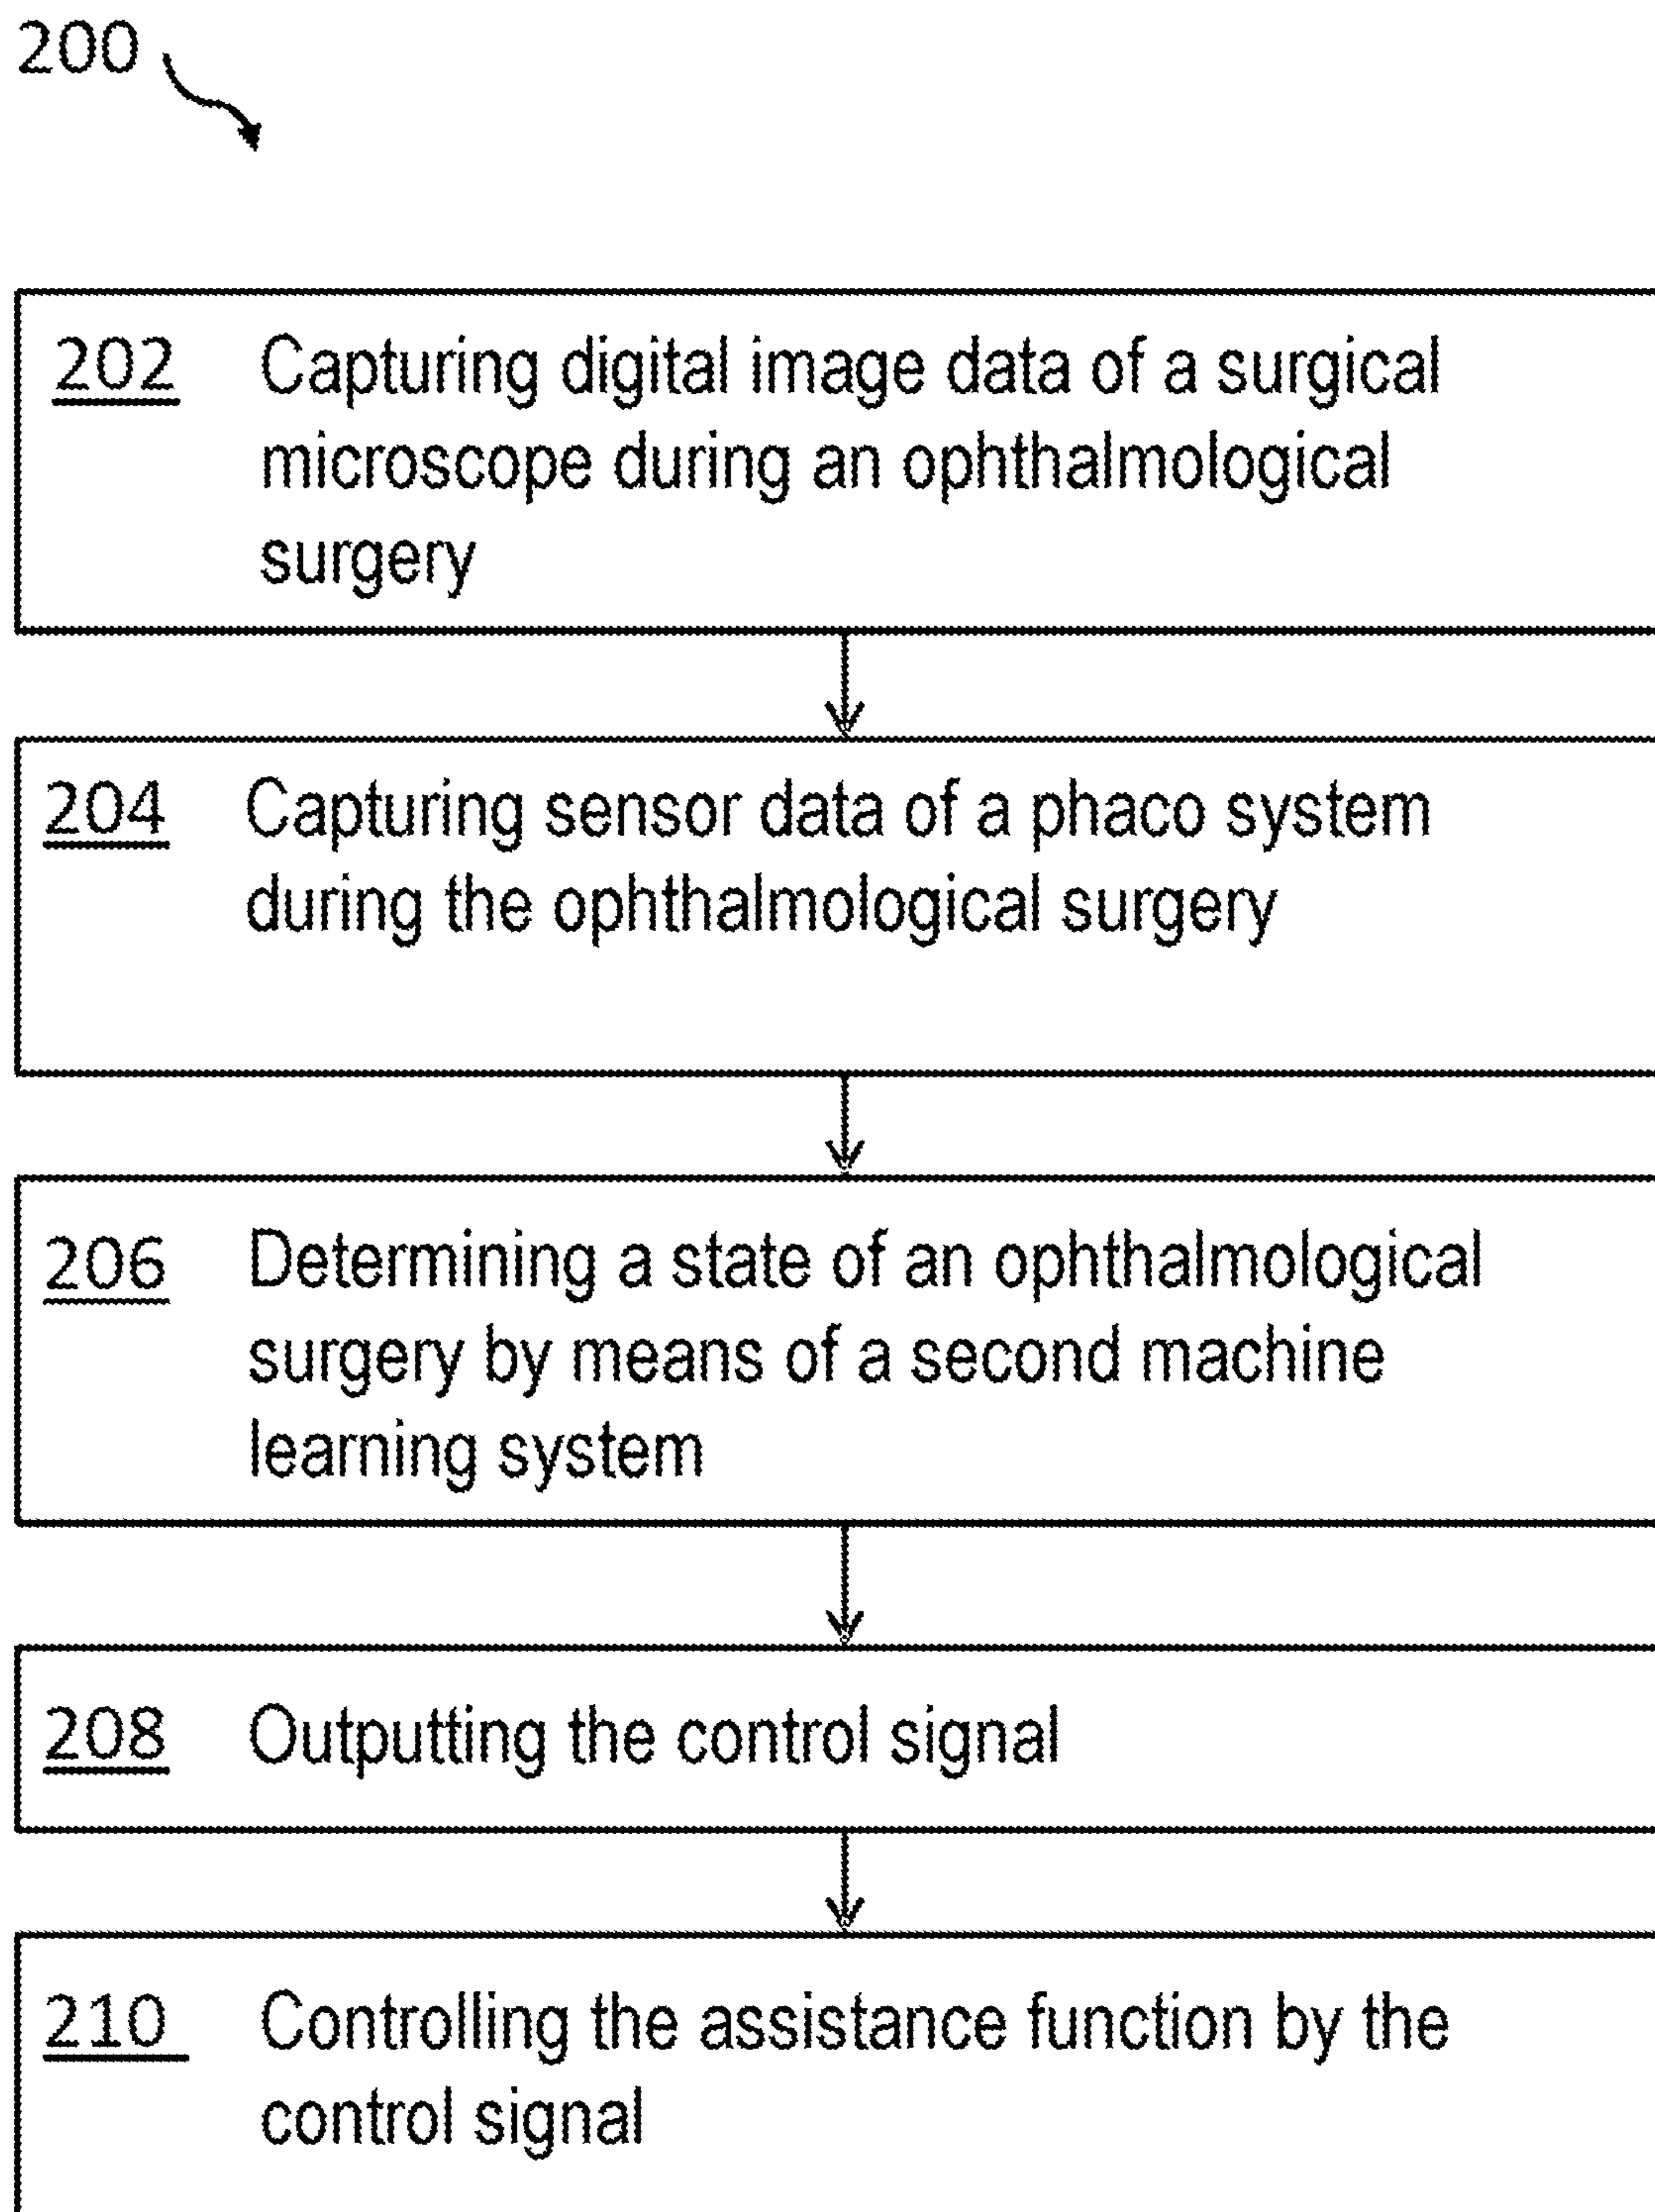 200
202 Capturing digital image data of a surgical
microscope during an ophthalmological
surgery
204 Capturing sensor data of a phaco system
during the ophthalmological surgery
206 Determining a state of an ophthalmological
surgery by means of a second machine
learning system
208 Outputting the control signal
210 Controlling the assistance function by the
control signal